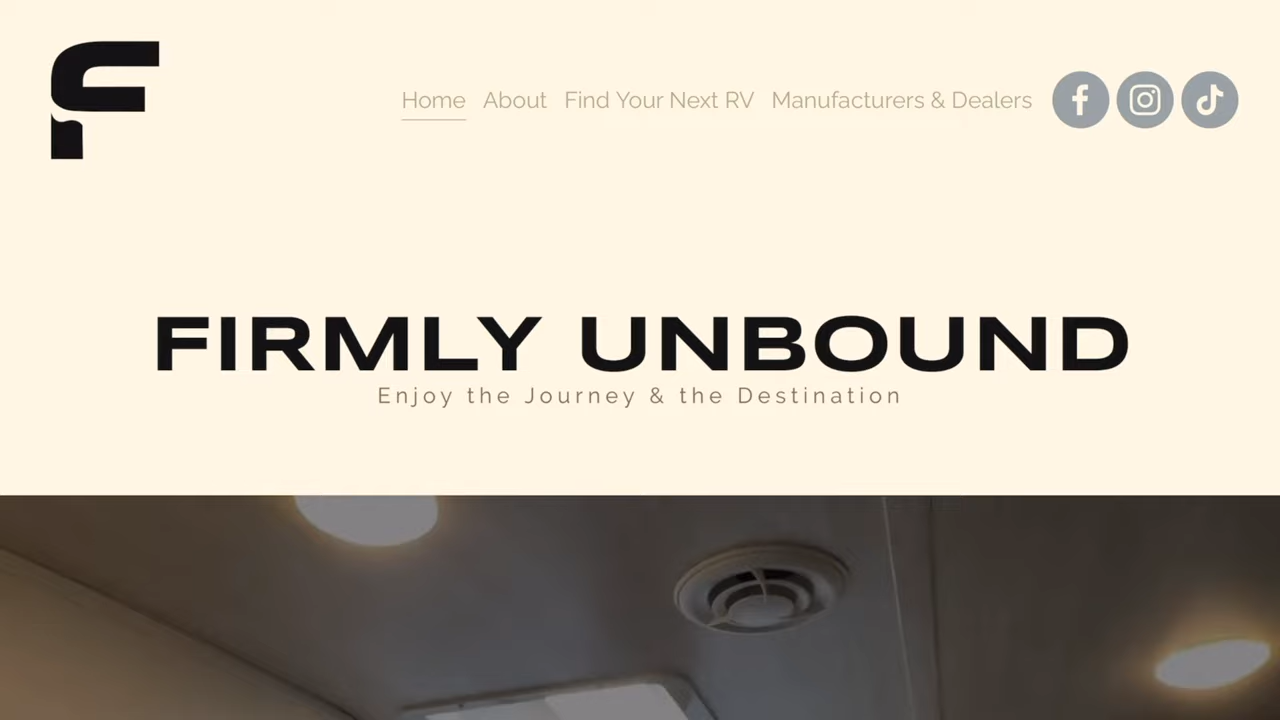 F
Home About Find Your Next RV Manufacturers & Dealers
FIRMLY UNBOUND
Enjoy the Journey & the Destination